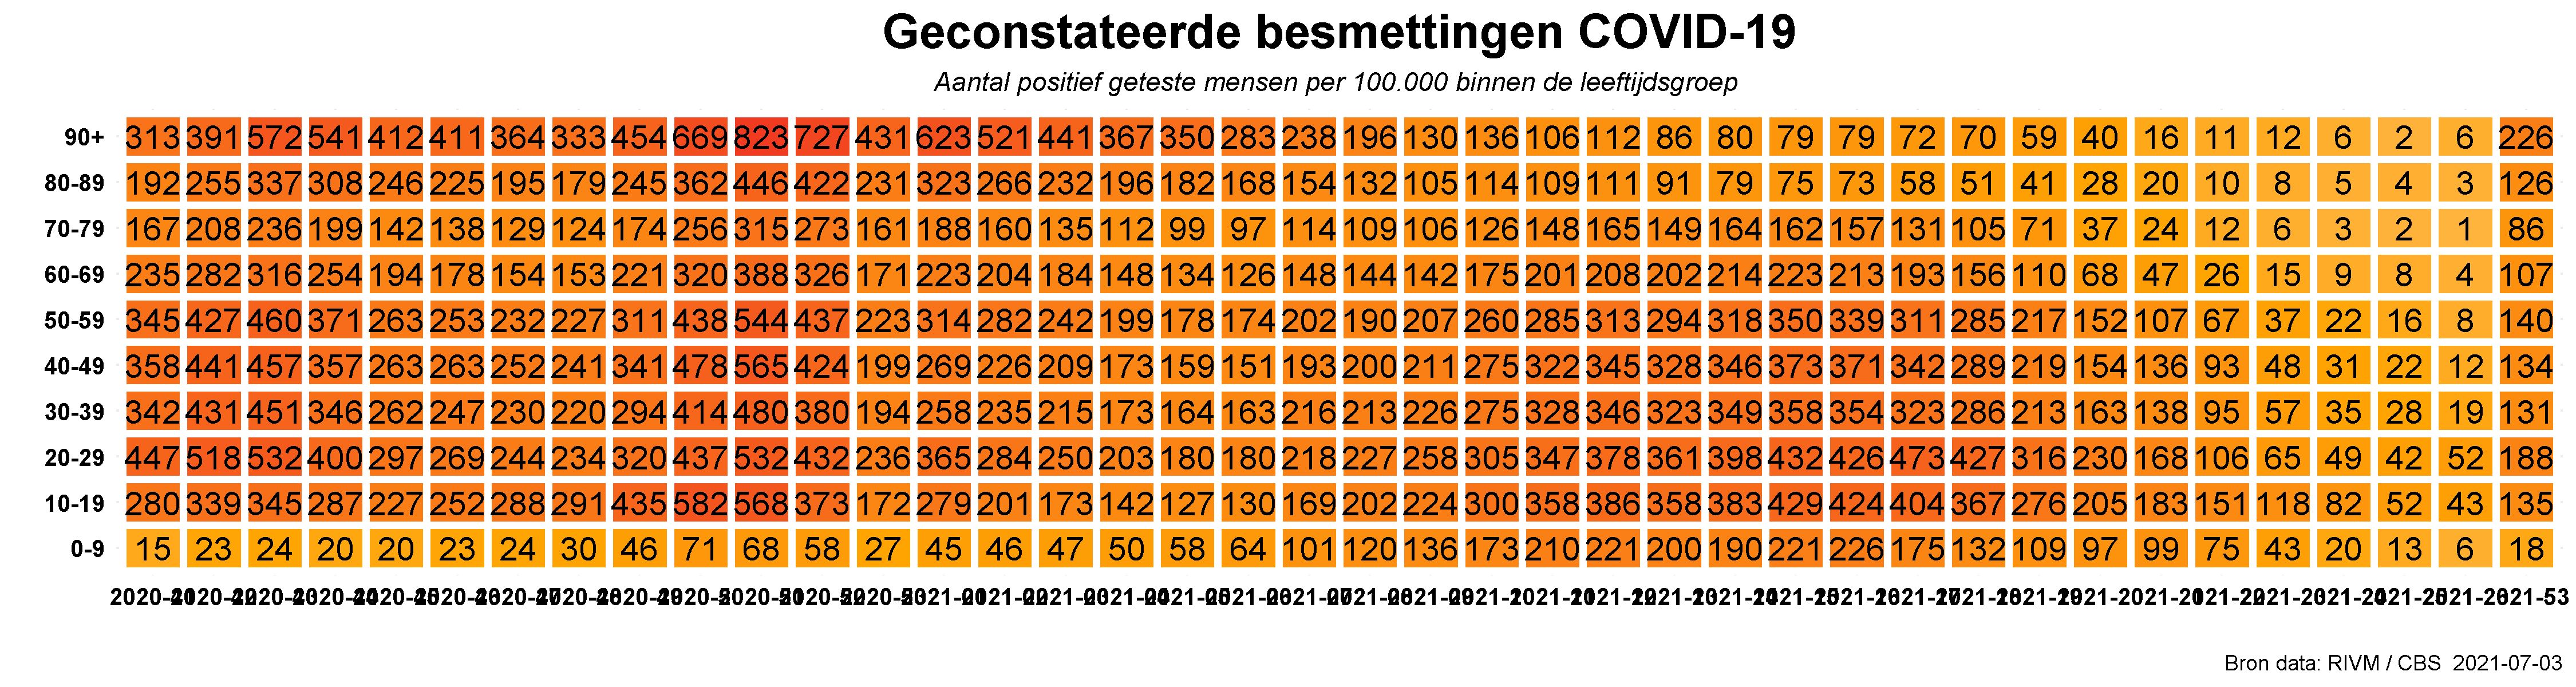 Geconstateerde besmettingen COVID-19
Aantal positief geteste mensen per 100.000 binnen de leeftijdsgroep
90+ 313 391 572 541 412 411 364 333 454 669 823 727 431 623 521 441 367 350 283 238 196 130 136 106 112 86 80 79 79 72 70 59 40 16 11 12 6 2 6 226
80-89 192 255 337 308 246 225 195 179 245 362 446 422 231 323 266 232 196 182 168 154 132 105 114 109 111 91 79 75 73 58 51 41 28 20 10 8 5 4 3 126
70-79 167 208 236 199 142 138 129 124 174 256 315 273 161 188 160 135 112 99 97 114 109 106 126 148 165 149 164 162 157 131 105 71 37 24 12 6 3 2 1 86
60-69 235 282 316 254 194 178 154 153 221 320 388 326 171 223 204 184 148 134 126 148 144 142 175 201 208 202 214 223 213 193 156 110 68 47 26 15 9 8 4 107
50-59 345 427 460 371 263 253 232 227 311 438 544 437 223 314 282 242 199 178 174 202 190 207 260 285 313 294 318 350 339 311 285 217 152 107 67 37 22 16 8 140
40-49 358 441 457 357 263 263 252 241 341 478 565 424 199 269 226 209 173 159 151 193 200 211 275 322 345 328 346 373 371 342 289 219 154 136 93 48 31 22 12 134
30-39 342 431 451 346 262 247 230 220 294 414 480 380 194 258 235 215 173 164 163 216 213 226 275 328 346 323 349 358 354 323 286 213 163 138 95 57 35 28 19 131
20-29 447 518 532 400 297 269 244 234 320 437 532 432 236 365 284 250 203 180 180 218 227 258 305 347 378 361 398 432 426 473 427 316 230 168 106 65 49 42 52 188
10-19 280 339 345 287 227 252 288 291 435 582 568 373 172 279 201 173 142 127 130 169 202 224 300 358 386 358 383 429 424 404 367 276 205 183 151 118 82 52 43 135
0-9 15 23 24 20 20 23 24 30 46 71 68 58 27 45 46 47 50 58 64 101 120 136 173 210 221 200 190 221 226 175 132 109 97 99 75 43 20 13 6 18
Bron data: RIVM / CBS 2021-07-03